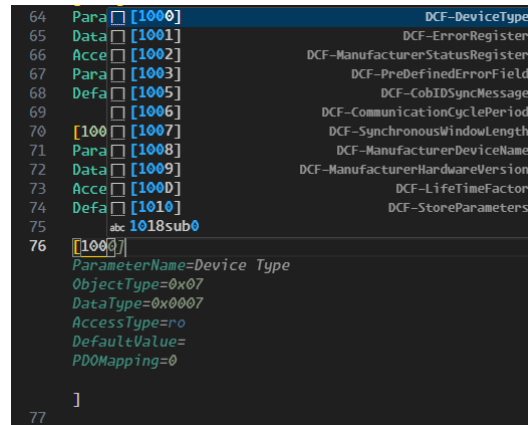 64 Para [1000] DCF-DeviceType
65 Data [1001] DCF-ErrorRegister
66 Acce [1002] DCF-ManufacturerStatusRegister
67 Para [1003] DCF-PreDefinedErrorField
68 Defa [1005] DCF-CobIDSyncMessage
69 [1006] DCF-CommunicationCyclePeriod
70 [100 [1007] DCF-SynchronousWindowLength
71 Para [1008] DCF-ManufacturerDeviceName
72 Data [1009] DCF-ManufacturerHardwareVersion
73 Acce [100D] DCF-LifeTimeFactor
74 Defa [1010] DCF-StoreParameters
75 abc 1018sub0
76 [1000]
ParameterName=Device Type
ObjectType=0x07
DataType=0x0007
AccessType=ro
DefaultValue=
PDOMapping=0
]
77